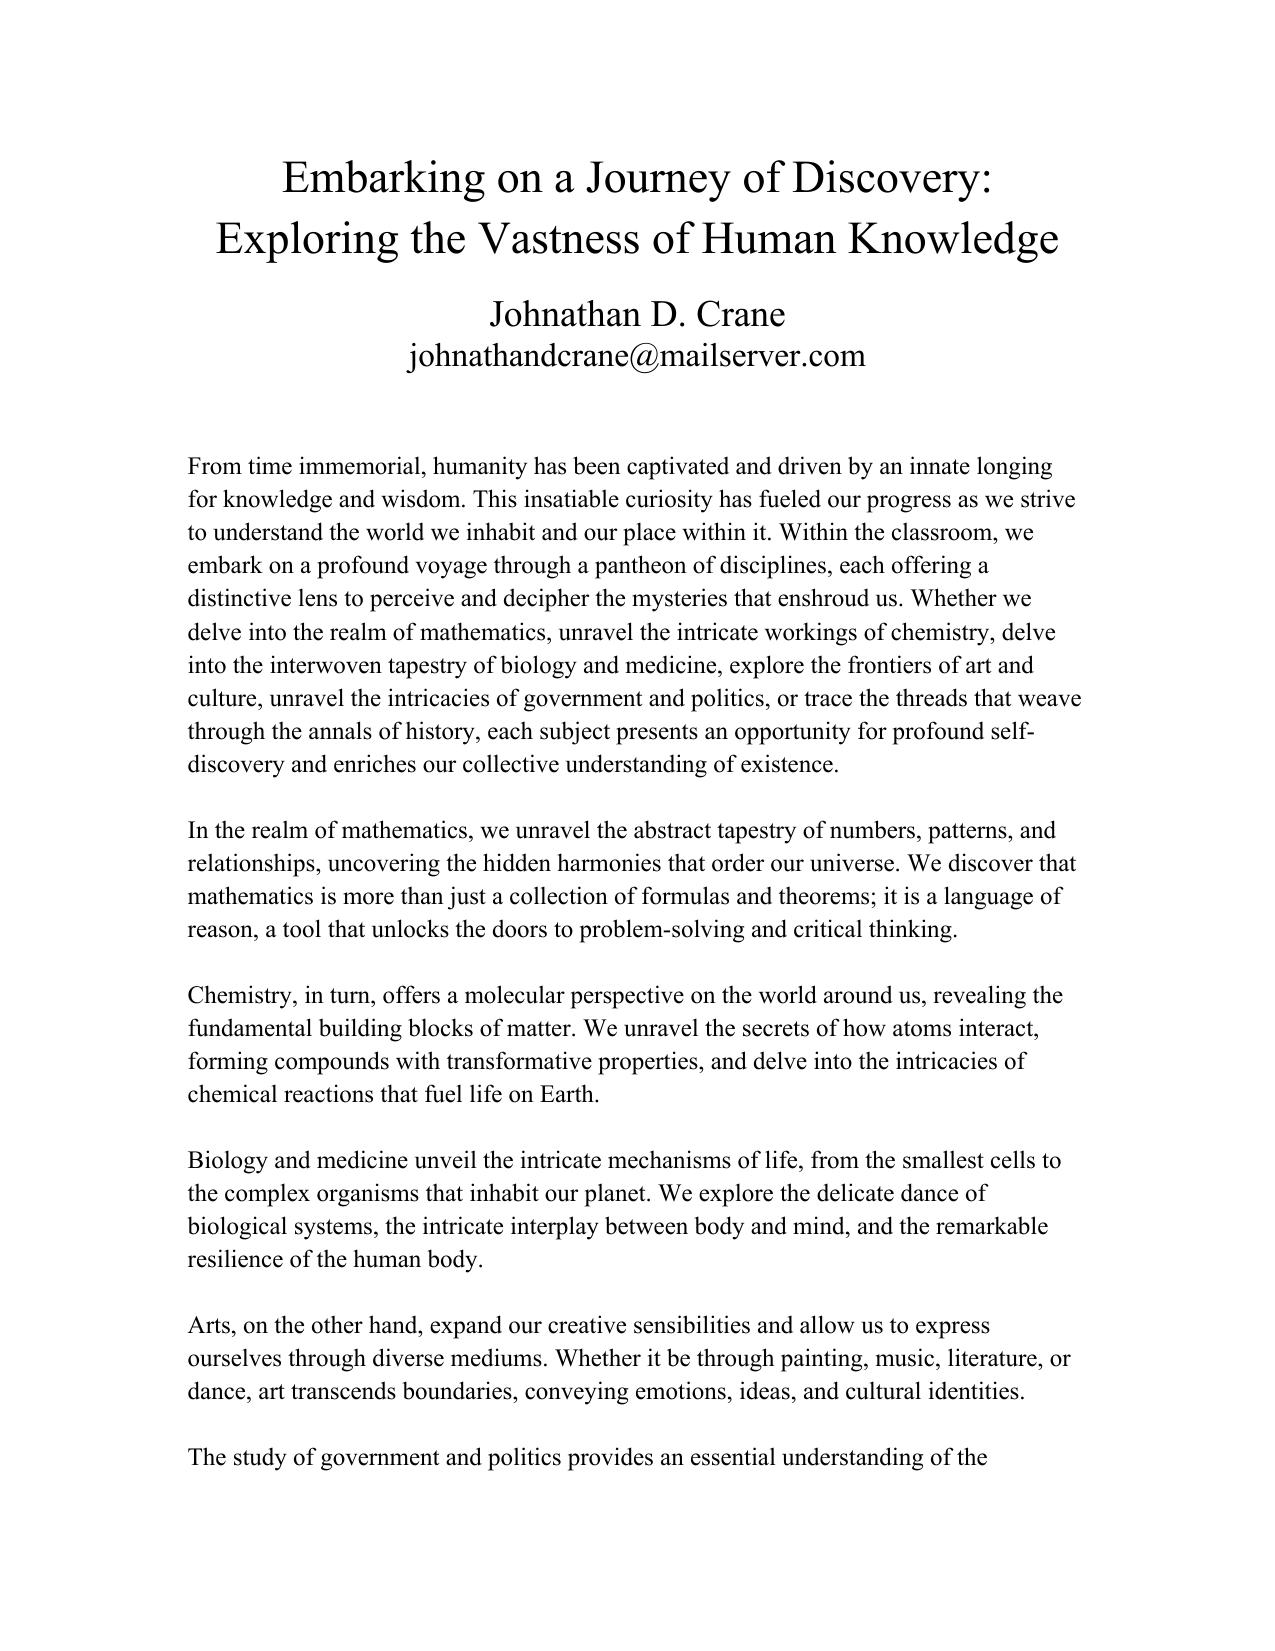 Embarking on a Journey of Discovery:
Exploring the Vastness of Human Knowledge
Johnathan D. Crane
johnathandcrane@mailserver.com
From time immemorial, humanity has been captivated and driven by an innate longing
for knowledge and wisdom. This insatiable curiosity has fueled our progress as we strive
to understand the world we inhabit and our place within it. Within the classroom, we
embark on a profound voyage through a pantheon of disciplines, each offering a
distinctive lens to perceive and decipher the mysteries that enshroud us. Whether we
delve into the realm of mathematics, unravel the intricate workings of chemistry, delve
into the interwoven tapestry of biology and medicine, explore the frontiers of art and
culture, unravel the intricacies of government and politics, or trace the threads that weave
through the annals of history, each subject presents an opportunity for profound self-
discovery and enriches our collective understanding of existence.
In the realm of mathematics, we unravel the abstract tapestry of numbers, patterns, and
relationships, uncovering the hidden harmonies that order our universe. We discover that
mathematics is more than just a collection of formulas and theorems; it is a language of
reason, a tool that unlocks the doors to problem-solving and critical thinking.
Chemistry, in turn, offers a molecular perspective on the world around us, revealing the
fundamental building blocks of matter. We unravel the secrets of how atoms interact,
forming compounds with transformative properties, and delve into the intricacies of
chemical reactions that fuel life on Earth.
Biology and medicine unveil the intricate mechanisms of life, from the smallest cells to
the complex organisms that inhabit our planet. We explore the delicate dance of
biological systems, the intricate interplay between body and mind, and the remarkable
resilience of the human body.
Arts, on the other hand, expand our creative sensibilities and allow us to express
ourselves through diverse mediums. Whether it be through painting, music, literature, or
dance, art transcends boundaries, conveying emotions, ideas, and cultural identities.
The study of government and politics provides an essential understanding of the